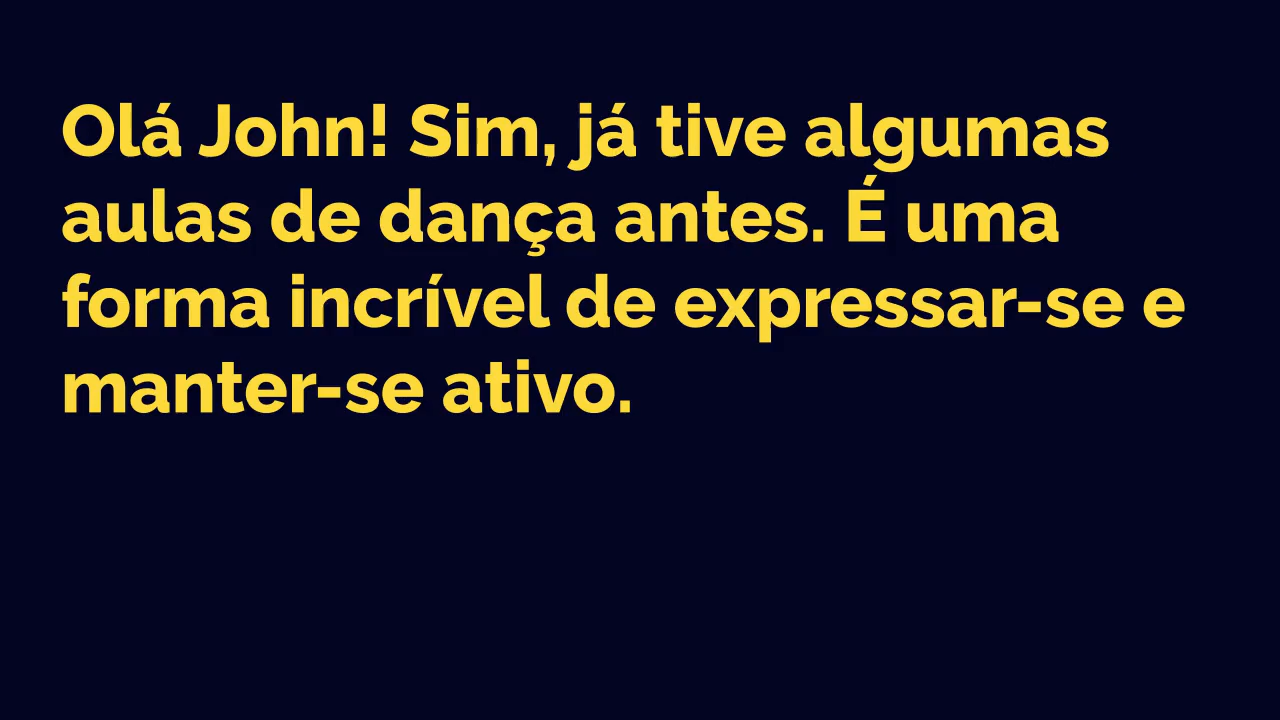 Olá John! Sim, já tive algumas
aulas de dança antes. É uma
forma incrível de expressar-se e
manter-se ativo.